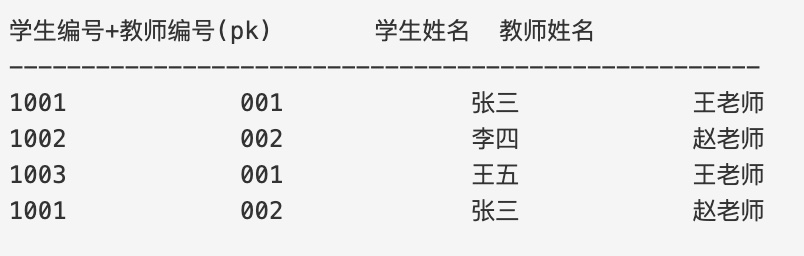 学生编号+教师编号(pk) 学生姓名 教师姓名
----------------------------------------------------
1001 001 张三 王老师
1002 002 李四 赵老师
1003 001 王五 王老师
1001 002 张三 赵老师